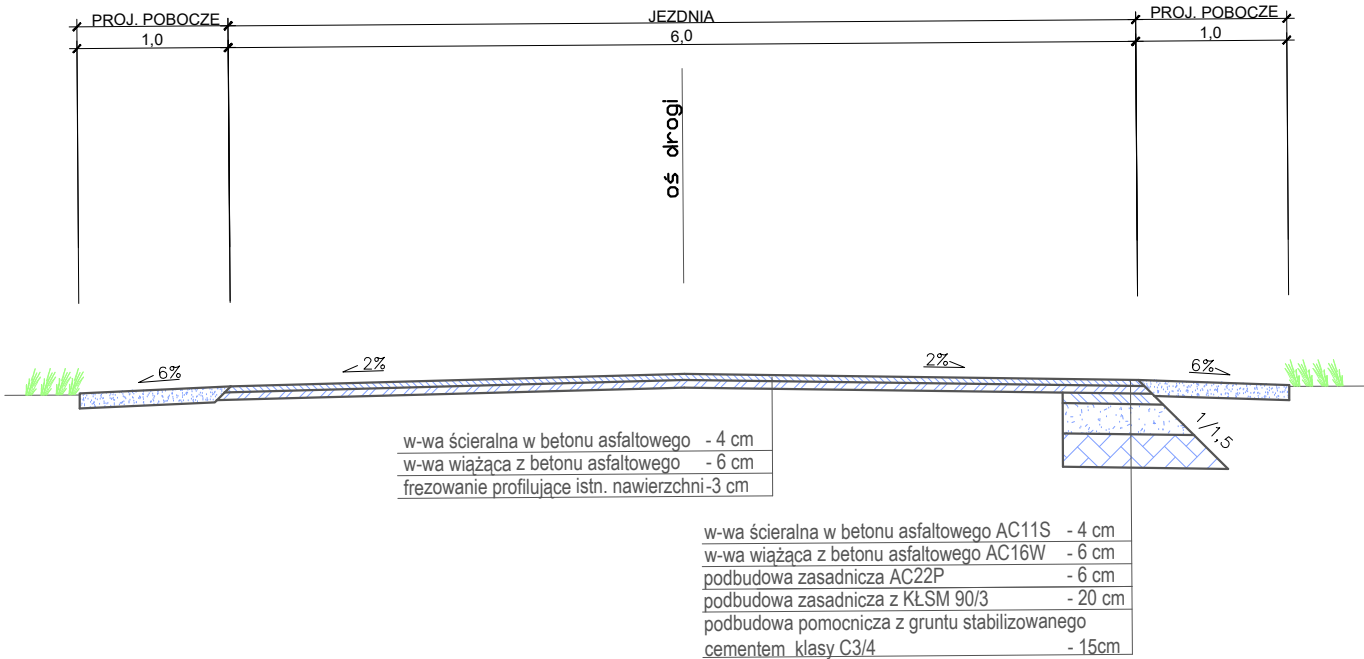 PROJ. POBOCZE
JEZDNIA
PROJ. POBOCZE
1,0
6,0
1,0
oś drogi
6%
2%
2%
6%
1/1,5
w-wa ścieralna w betonu asfaltowego - 4 cm
w-wa wiążąca z betonu asfaltowego - 6 cm
frezowanie profilujące istn. nawierzchni-3 cm
w-wa ścieralna w betonu asfaltowego AC11S - 4 cm
w-wa wiążąca z betonu asfaltowego AC16W - 6 cm
podbudowa zasadnicza AC22P - 6 cm
podbudowa zasadnicza z KŁSM 90/3 - 20 cm
podbudowa pomocnicza z gruntu stabilizowanego
cementem klasy C3/4 - 15cm